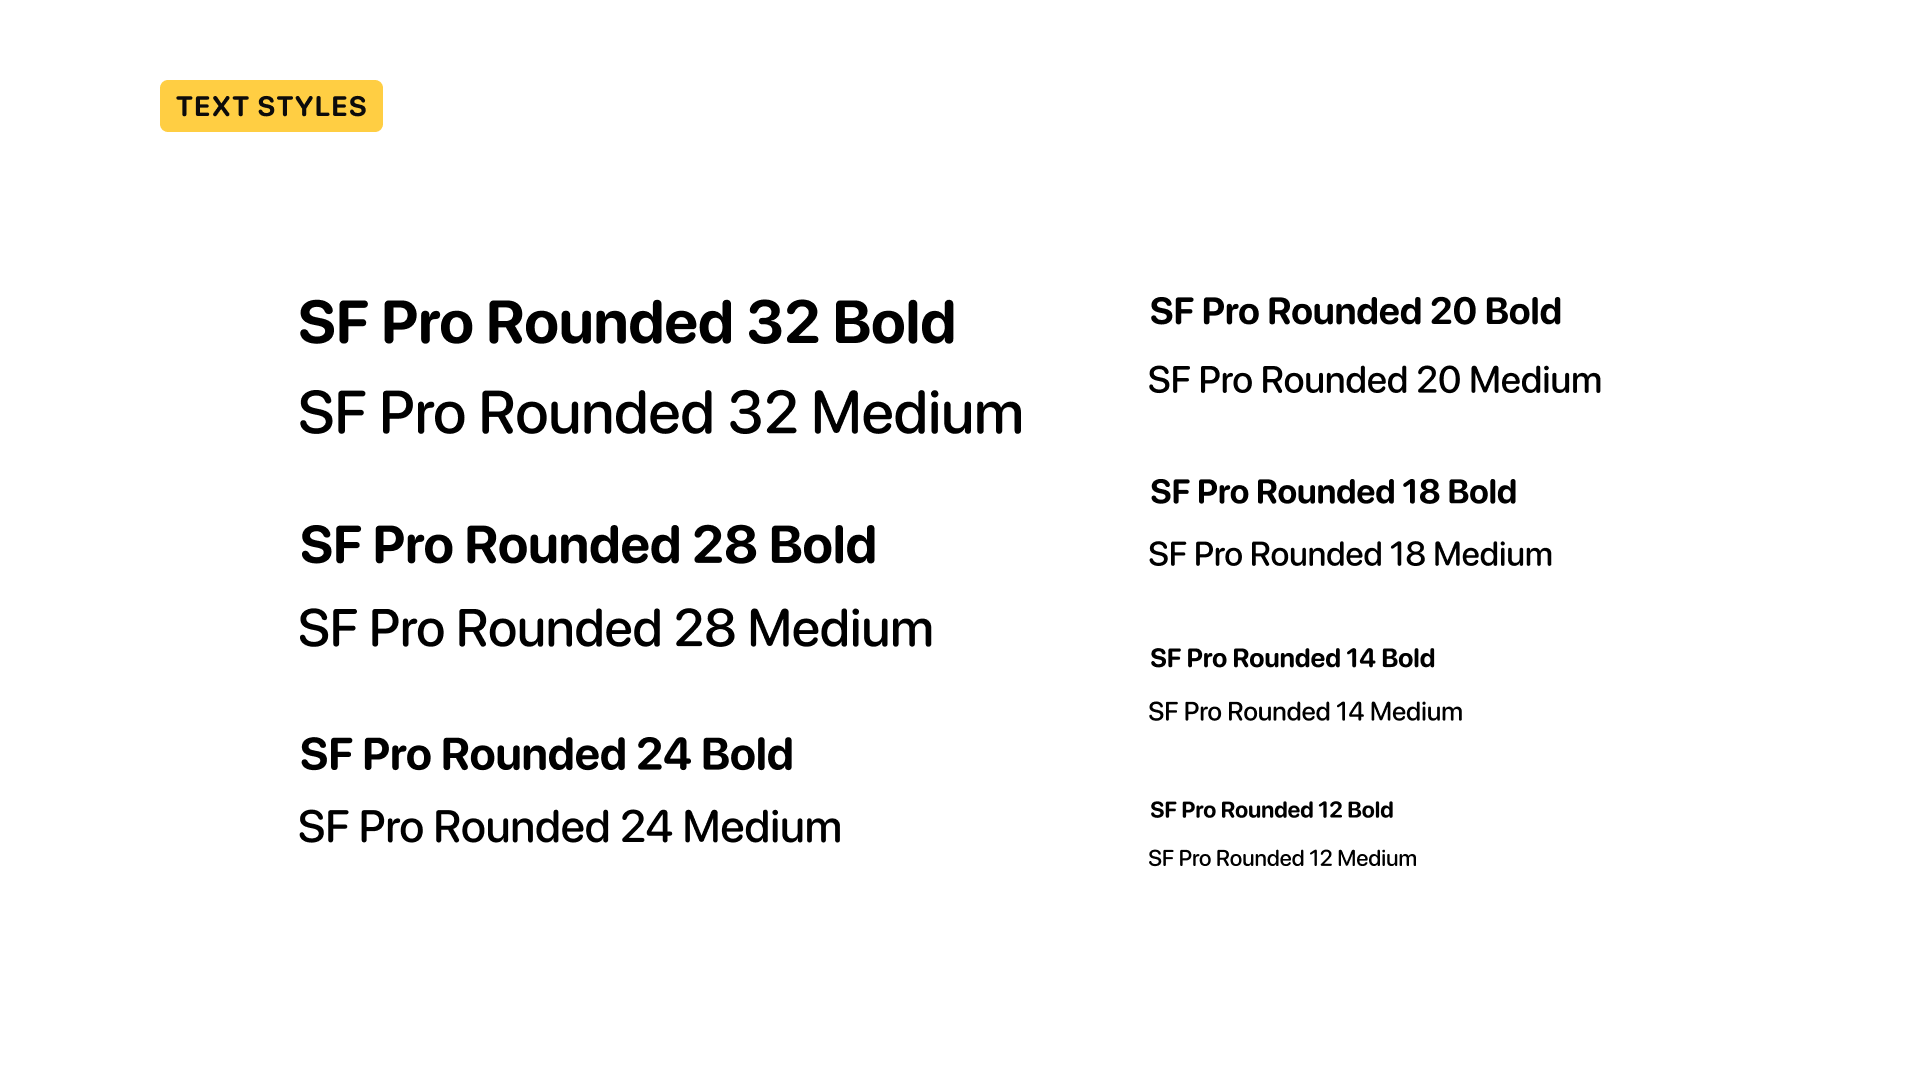 TEXT STYLES
SF Pro Rounded 32 Bold
SF Pro Rounded 32 Medium
SF Pro Rounded 28 Bold
SF Pro Rounded 28 Medium
SF Pro Rounded 24 Bold
SF Pro Rounded 24 Medium
SF Pro Rounded 20 Bold
SF Pro Rounded 20 Medium
SF Pro Rounded 18 Bold
SF Pro Rounded 18 Medium
SF Pro Rounded 14 Bold
SF Pro Rounded 14 Medium
SF Pro Rounded 12 Bold
SF Pro Rounded 12 Medium